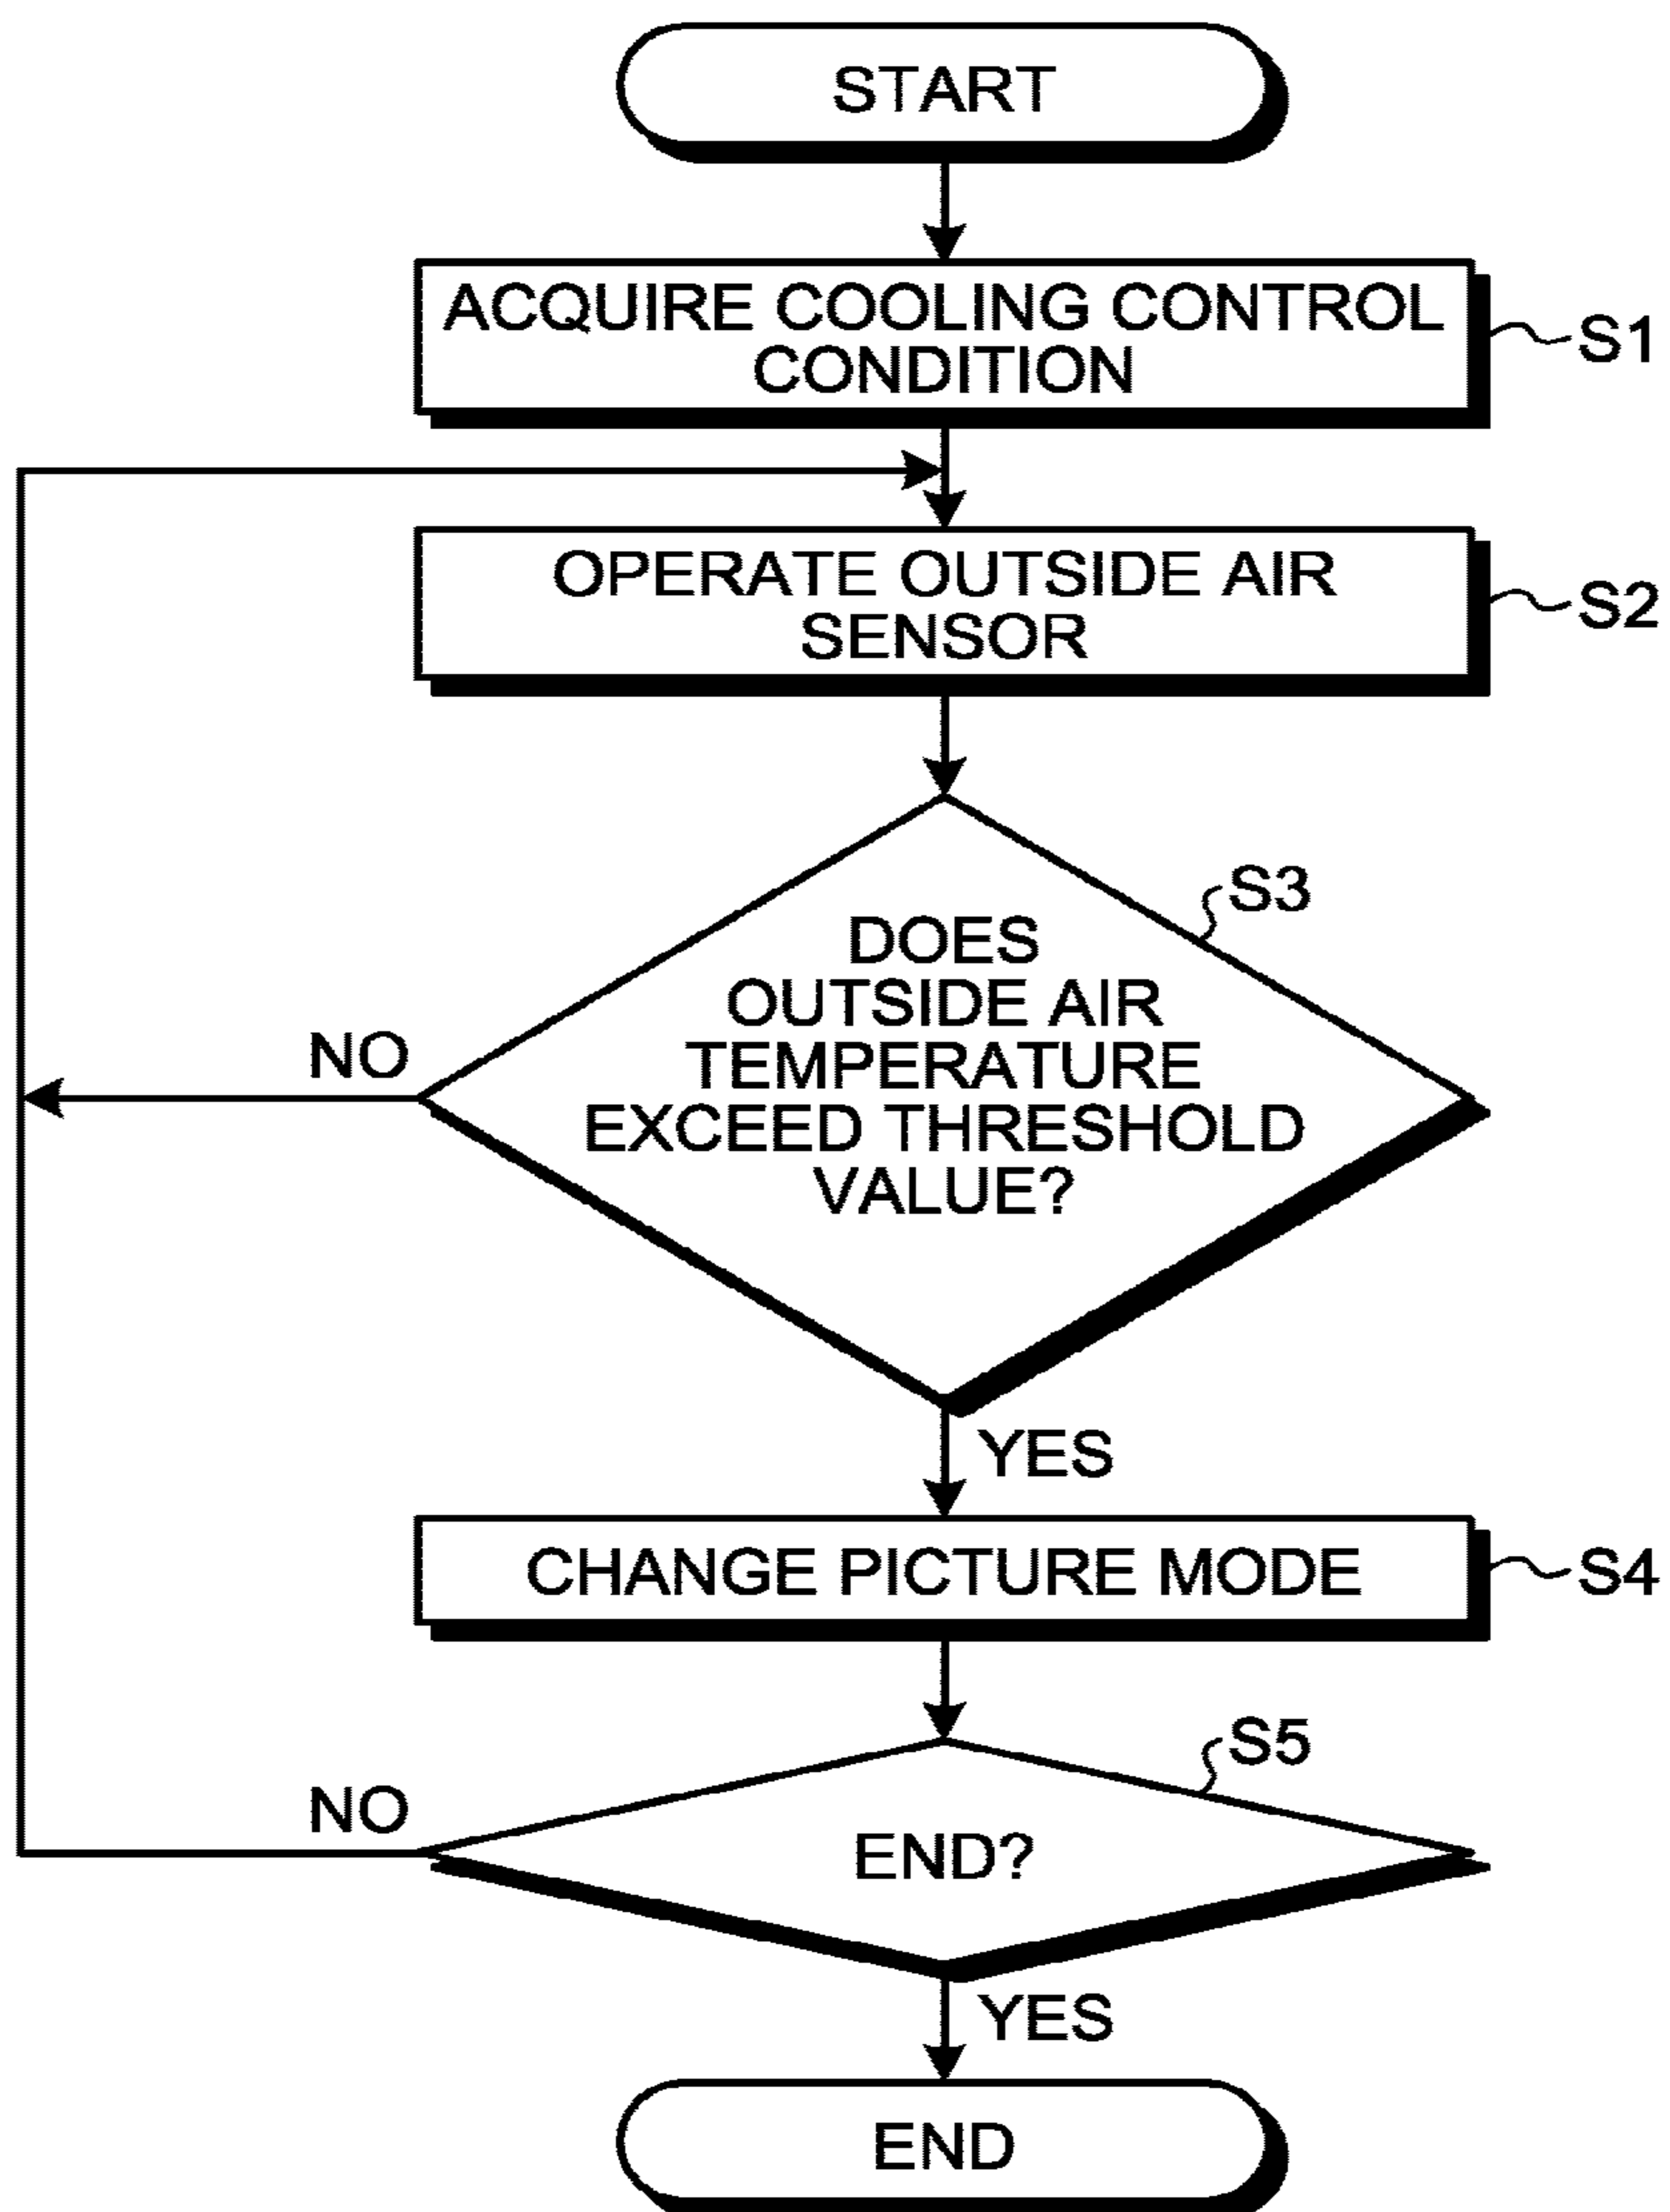 START
ACQUIRE COOLING CONTROL
CONDITION
S1
OPERATE OUTSIDE AIR
SENSOR
S2
S3
DOES
OUTSIDE AIR
TEMPERATURE
EXCEED THRESHOLD
VALUE?
NO
YES
CHANGE PICTURE MODE
S4
S5
END?
NO
YES
END